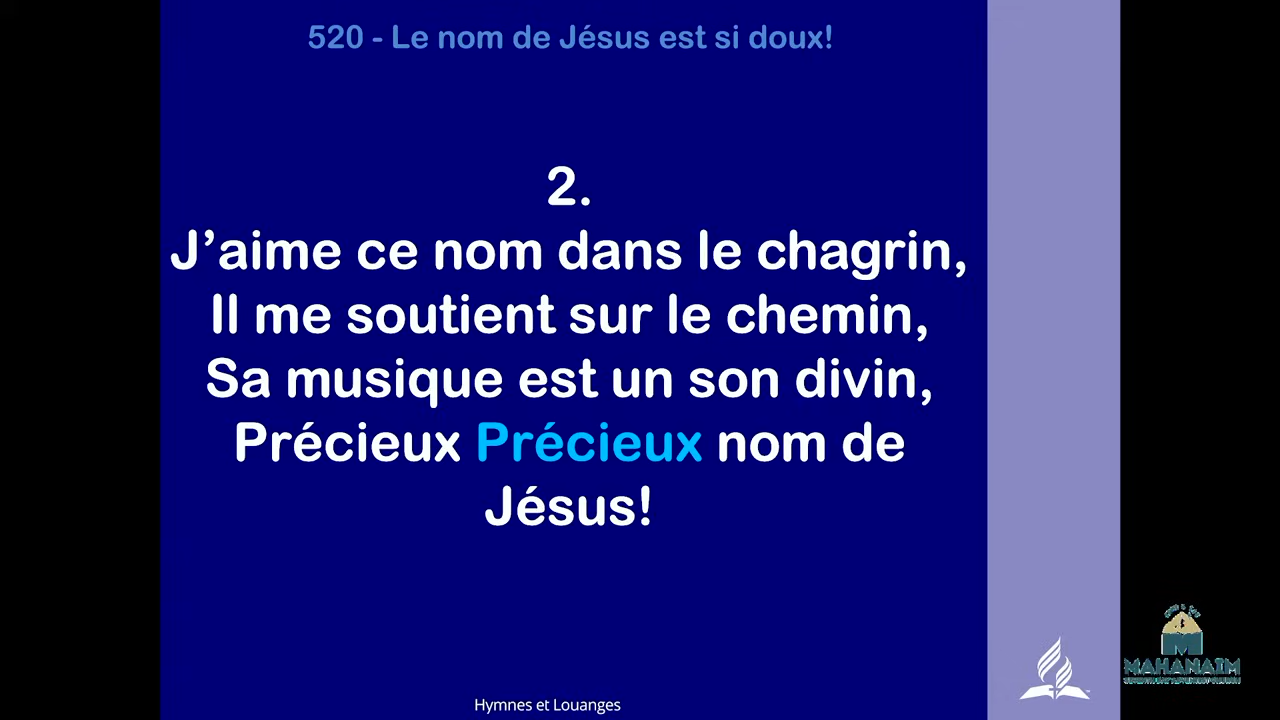 520 - Le nom de Jésus est si doux!
2.
J’aime ce nom dans le chagrin,
Il me soutient sur le chemin,
Sa musique est un son divin,
Précieux Précieux nom de
Jésus!
Hymnes et Louanges
MAHANAIM